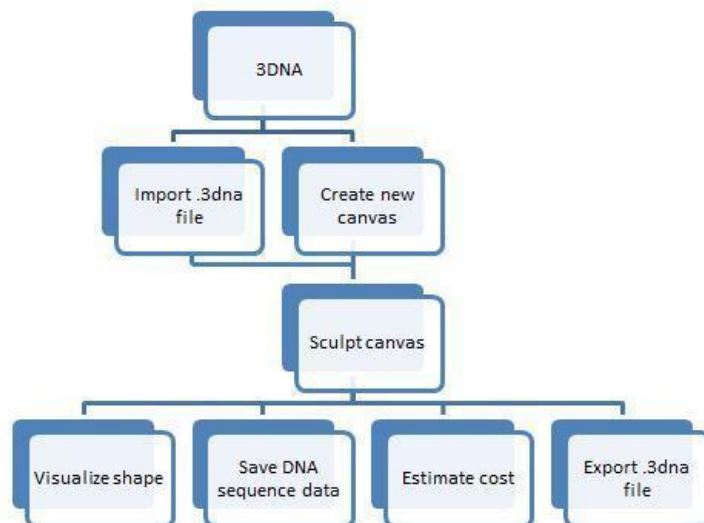 3DNA
Import .3dna
file
Create new
canvas
Sculpt canvas
Visualize shape
Save DNA
sequence data
Estimate cost
Export .3dna
file